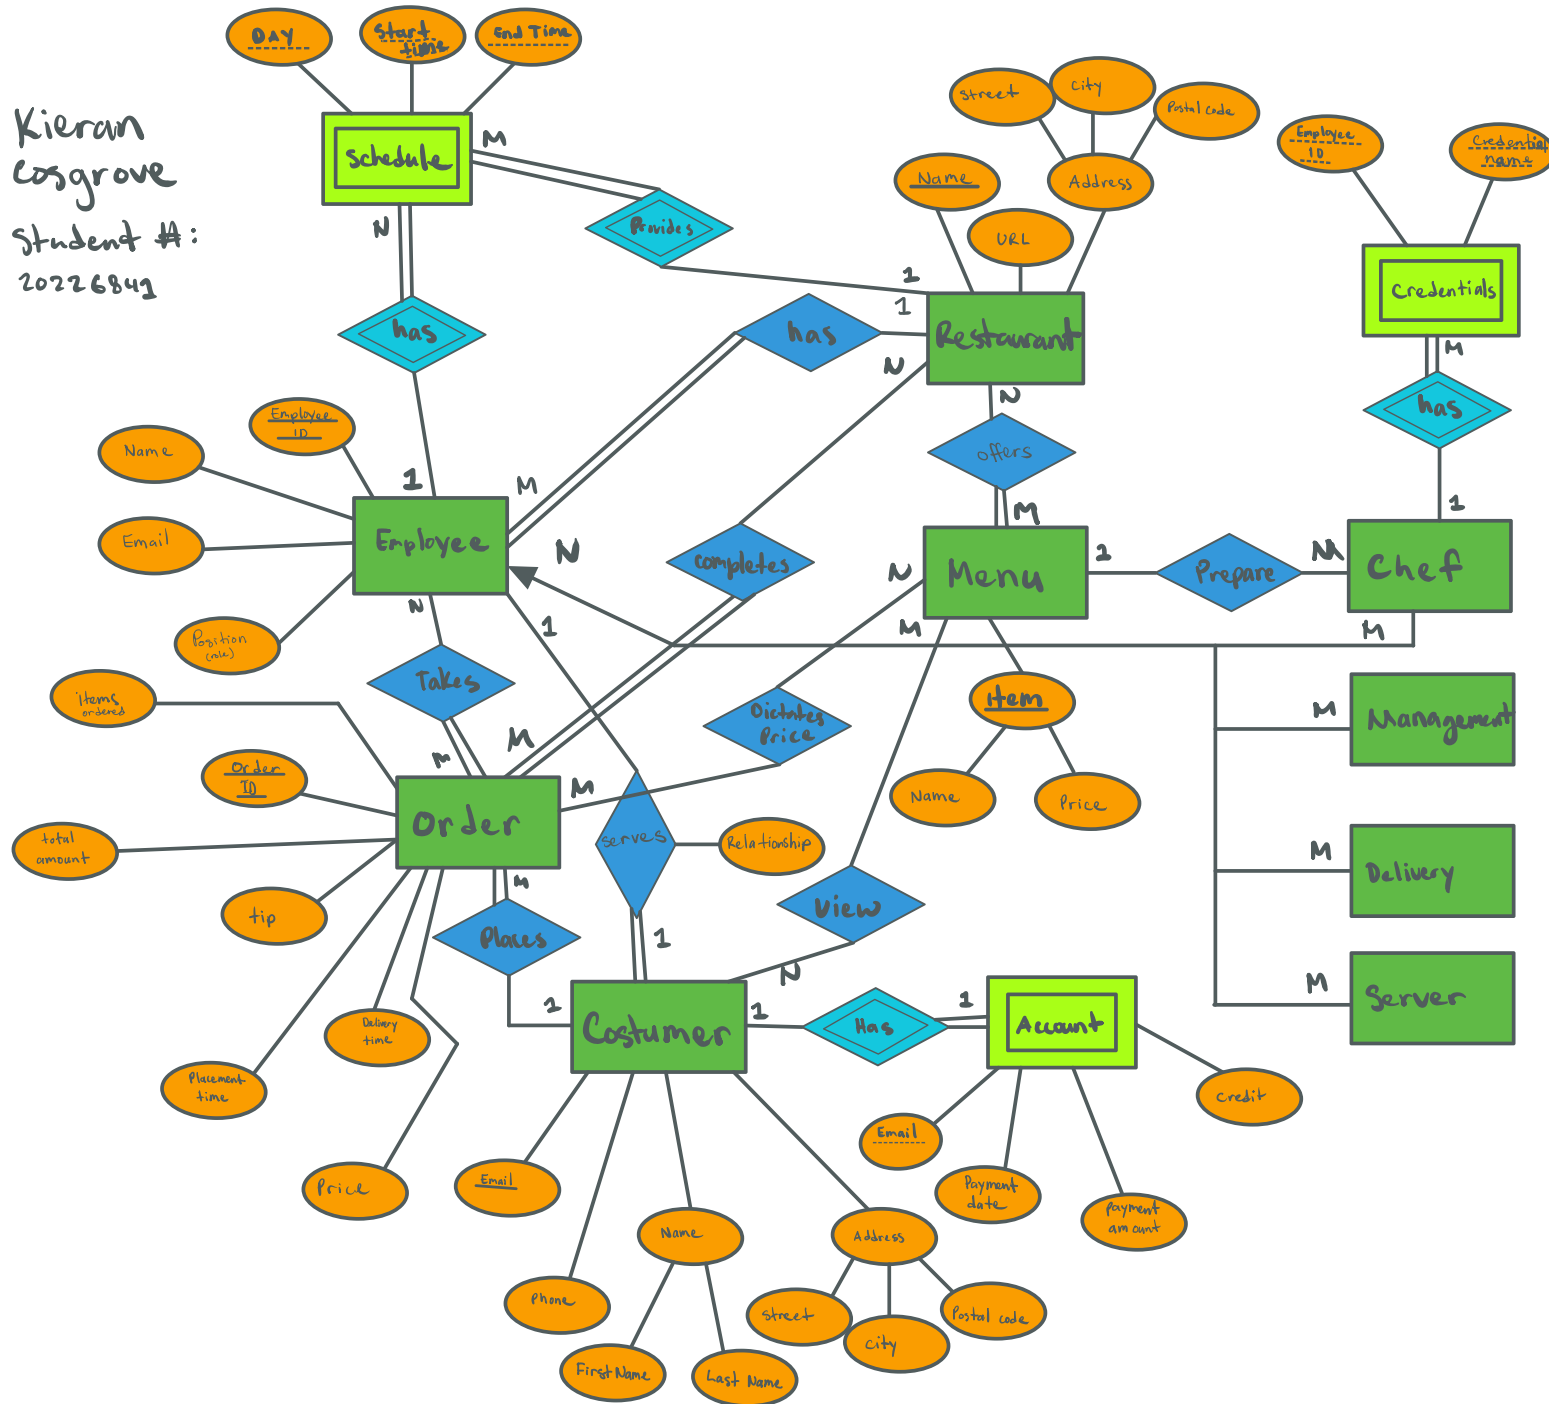 DAY
Start
time
End Time
Kieran
Cosgrove
Student #:
20226841
Schedule
M
N
Provides
1
Street
City
Postal code
Name
Address
URL
Employee
ID
Credential
name
Credentials
M
has
1
has
1
has
Restaurant
N
N
offers
M
Employee
ID
Name
1
M
Email
Employee
N
Position
(role)
N
1
Takes
M
completes
M
N
Menu
1
Prepare
M
Chef
M
M
items
ordered
Order
ID
Dictates
Price
M
item
Name
Price
M
Management
M
Delivery
M
Server
total
amount
Order
tip
serves
Relationship
M
Places
1
View
N
1
Costumer
1
Has
1
Account
Delivery
time
Placement
time
Price
Email
Phone
Name
First Name
Last Name
Address
Street
City
Postal code
Email
Payment
date
Payment
amount
Credit